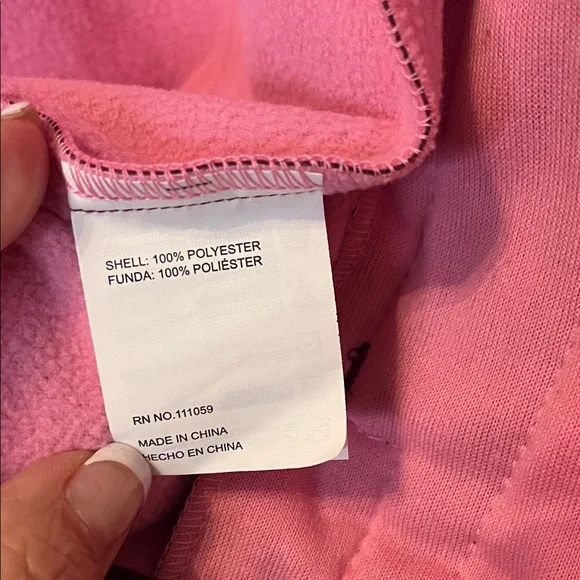 SHELL: 100% POLYESTER
FUNDA: 100% POLIÉSTER
RN NO.111059
MADE IN CHINA
HECHO EN CHINA